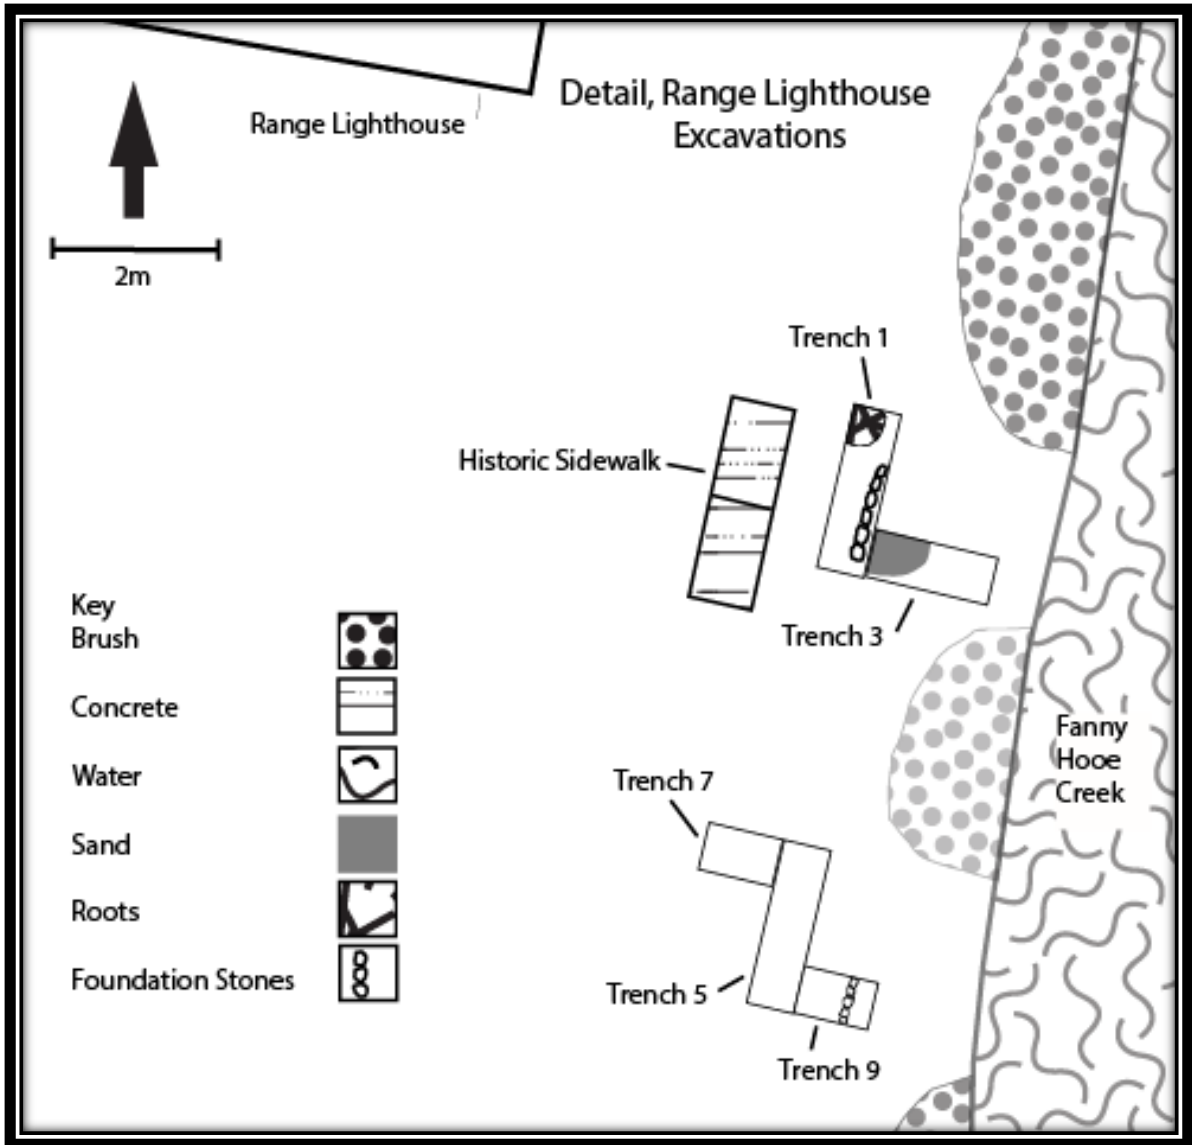 Detail, Range Lighthouse
Excavations
Range Lighthouse
2m
Trench 1
Historic Sidewalk
Trench 3
Key
Brush
Concrete
Water
Sand
Roots
Foundation Stones
Fanny
Hooe
Creek
Trench 7
Trench 5
Trench 9